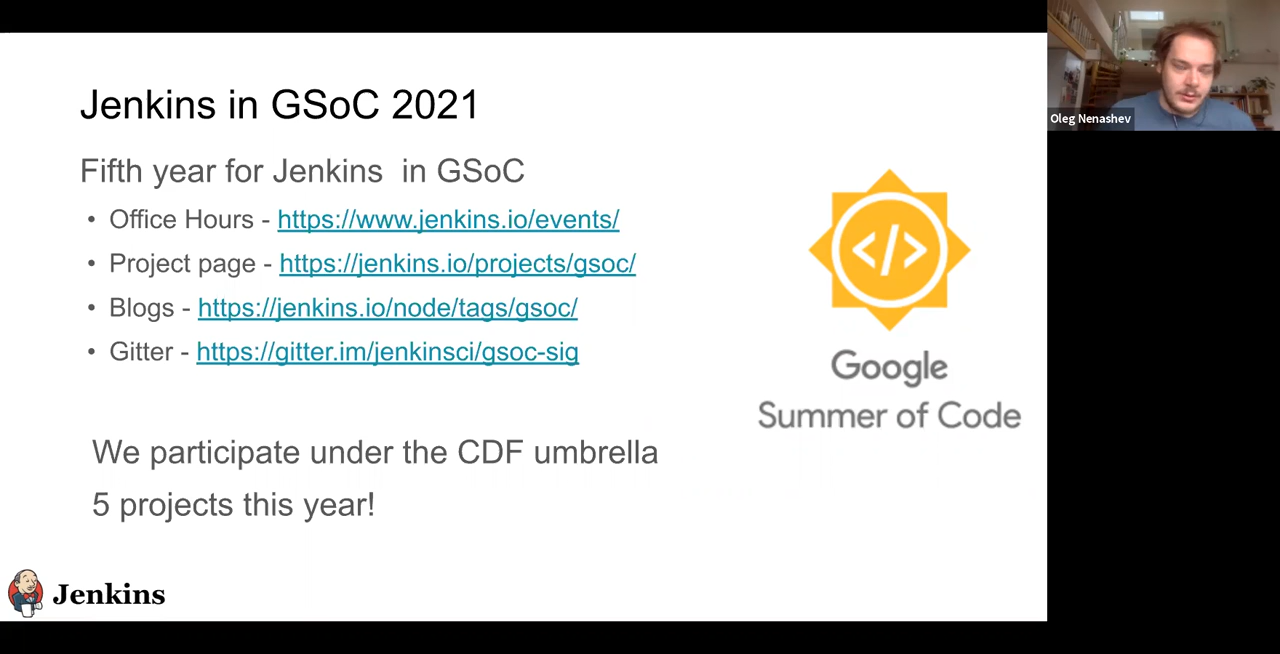 Jenkins in GSoC 2021
Fifth year for Jenkins  in GSoC
• Office Hours - https://www.jenkins.io/events/
• Project page - https://jenkins.io/projects/gsoc/
• Blogs - https://jenkins.io/node/tags/gsoc/
• Gitter - https://gitter.im/jenkinsci/gsoc-sig
We participate under the CDF umbrella
5 projects this year!
</>
Google
Summer of Code
Jenkins
Oleg Nenashev